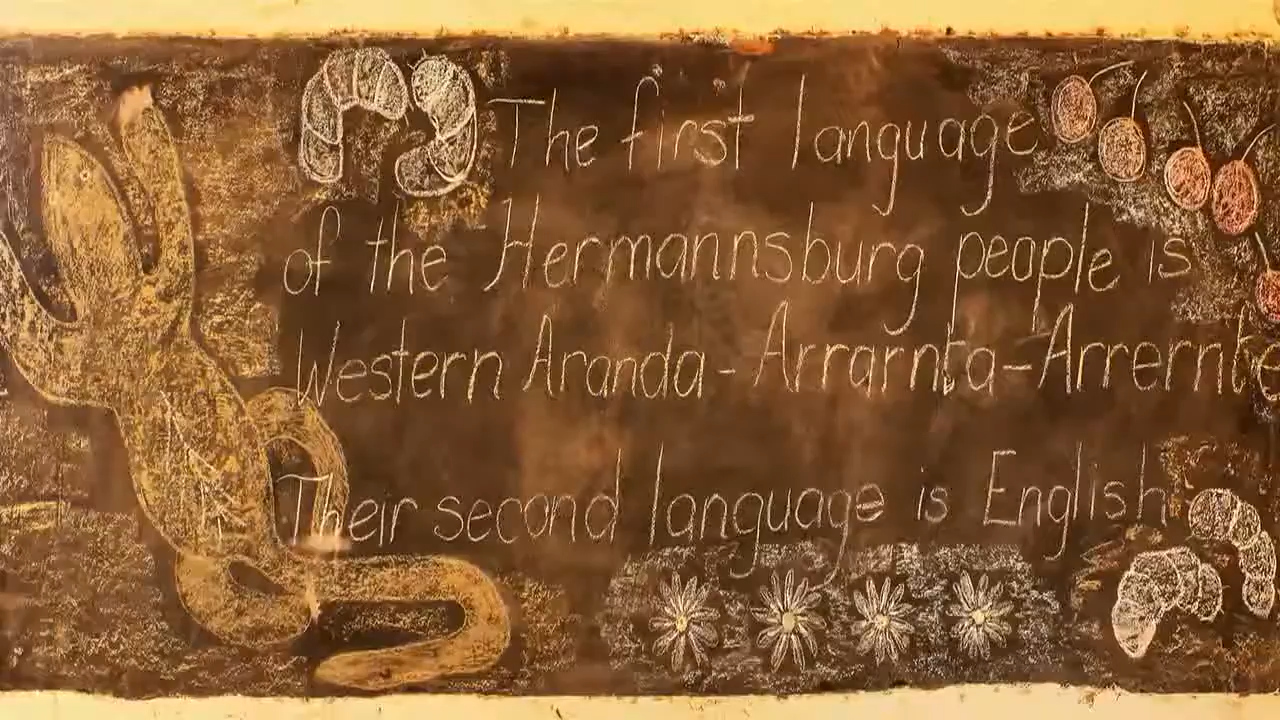 The first language
of the Hermannsburg people is
Western Aranda - Arrarnta - Arrernte
Their second language is English